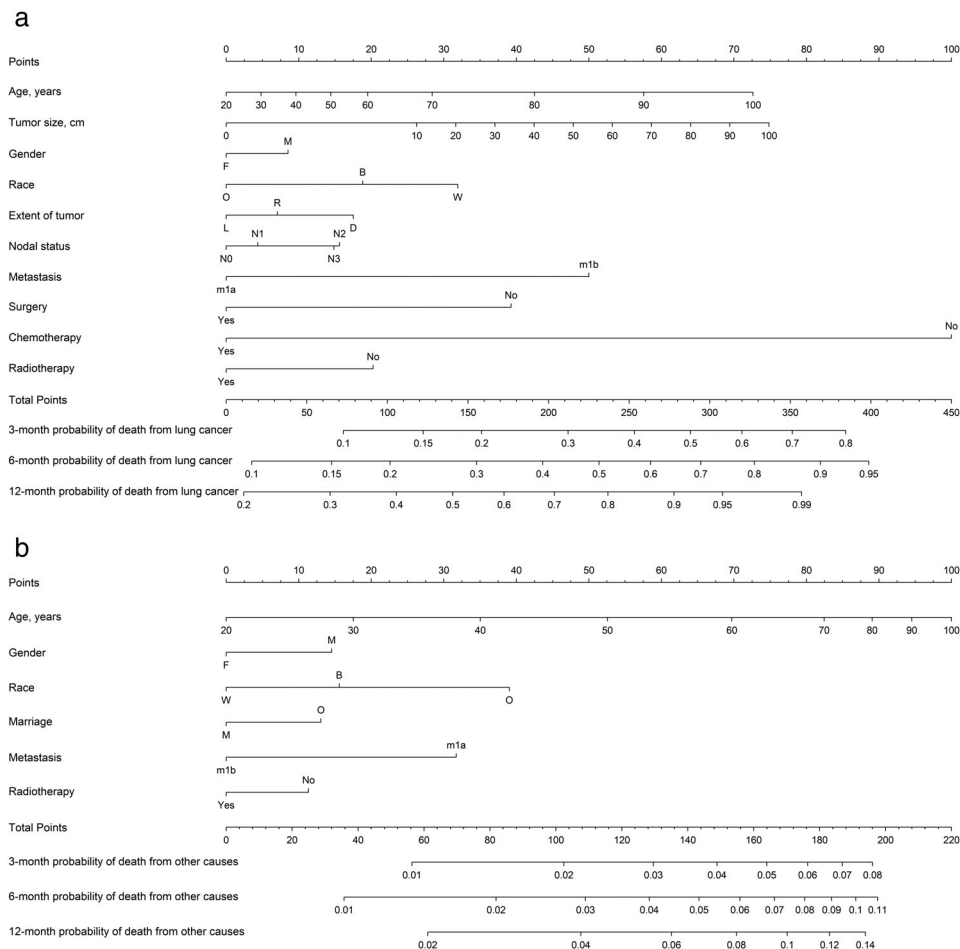 a
0 10 20 30 40 50 60 70 80 90 100
Points
Age, years
20 30 40 50 60 70 80 90 100
Tumor size, cm
0 10 20 30 40 50 60 70 80 90 100
M
Gender
F
B
Race
O W
R
Extent of tumor
L D
N1 N2
Nodal status
N0 N3
m1b
Metastasis
m1a
No
Surgery
Yes
No
Chemotherapy
Yes
No
Radiotherapy
Yes
Total Points
0 50 100 150 200 250 300 350 400 450
3-month probability of death from lung cancer
0.1 0.15 0.2 0.3 0.4 0.5 0.6 0.7 0.8
6-month probability of death from lung cancer
0.1 0.15 0.2 0.3 0.4 0.5 0.6 0.7 0.8 0.9 0.95
12-month probability of death from lung cancer
0.2 0.3 0.4 0.5 0.6 0.7 0.8 0.9 0.95 0.99
b
0 10 20 30 40 50 60 70 80 90 100
Points
Age, years
20 30 40 50 60 70 80 90 100
M
Gender
F
B
Race
W O
O
Marriage
M
m1a
Metastasis
m1b
No
Radiotherapy
Yes
Total Points
0 20 40 60 80 100 120 140 160 180 200 220
3-month probability of death from other causes
0.01 0.02 0.03 0.04 0.05 0.06 0.07 0.08
6-month probability of death from other causes
0.01 0.02 0.03 0.04 0.05 0.06 0.07 0.08 0.09 0.1 0.11
12-month probability of death from other causes
0.02 0.04 0.06 0.08 0.1 0.12 0.14